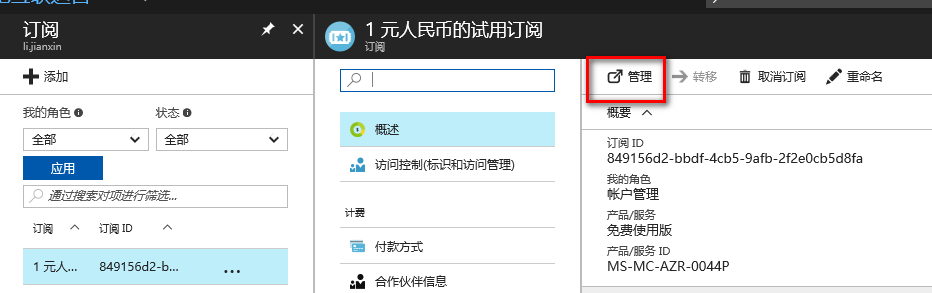 订阅
li.jianxin
添加
我的角色
状态
全部
全部
应用
通过搜索对项进行筛选...
订阅
订阅 ID
1 元人...
849156d2-b...
...
1 元人民币的试用订阅
订阅
概述
访问控制(标识和访问管理)
计费
付款方式
合作伙伴信息
管理
转移
取消订阅
重命名
概要
订阅 ID
849156d2-bbdf-4cb5-9afb-2f2e0cb5d8fa
我的角色
帐户管理
产品/服务
免费使用版
产品/服务 ID
MS-MC-AZR-0044P